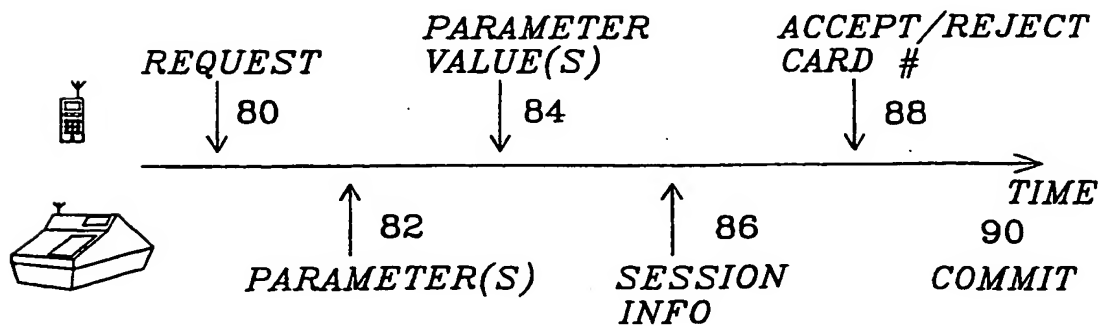 REQUEST
80
PARAMETER
VALUE(S)
84
ACCEPT/REJECT
CARD #
88
TIME
82
PARAMETER(S)
86
SESSION
INFO
90
COMMIT